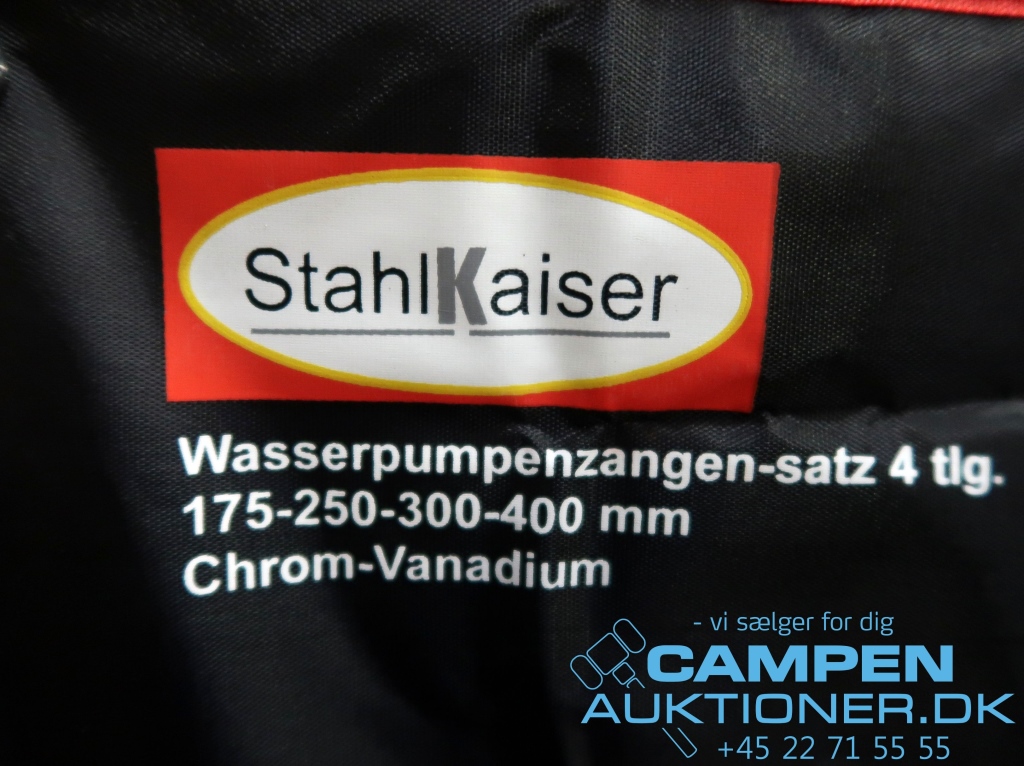 StahlKaiser
Wasserpumpenzangen-satz 4 tlg.
175-250-300-400 mm
Chrom-Vanadium
- vi sælger for dig
CAMPEN
AUKTIONER.DK
+45 22 71 55 55